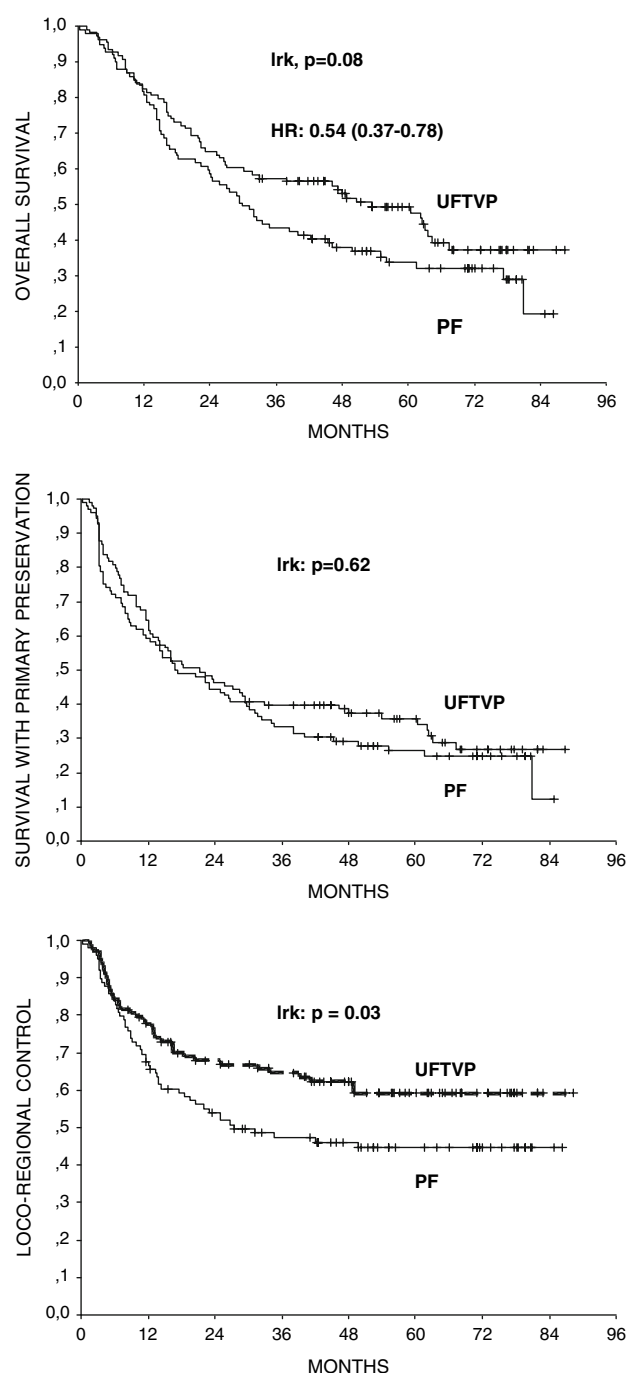 OVERALL SURVIVAL
1,0
,9
,8
,7
,6
,5
,4
,3
,2
,1
0,0
lrk, p=0.08
HR: 0.54 (0.37-0.78)
UFTVP
PF
0 12 24 36 48 60 72 84 96
MONTHS
SURVIVAL WITH PRIMARY PRESERVATION
1,0
,9
,8
,7
,6
,5
,4
,3
,2
,1
0,0
lrk: p=0.62
UFTVP
PF
0 12 24 36 48 60 72 84 96
MONTHS
LOCO-REGIONAL CONTROL
1,0
,9
,8
,7
,6
,5
,4
,3
,2
,1
0,0
lrk: p = 0.03
UFTVP
PF
0 12 24 36 48 60 72 84 96
MONTHS